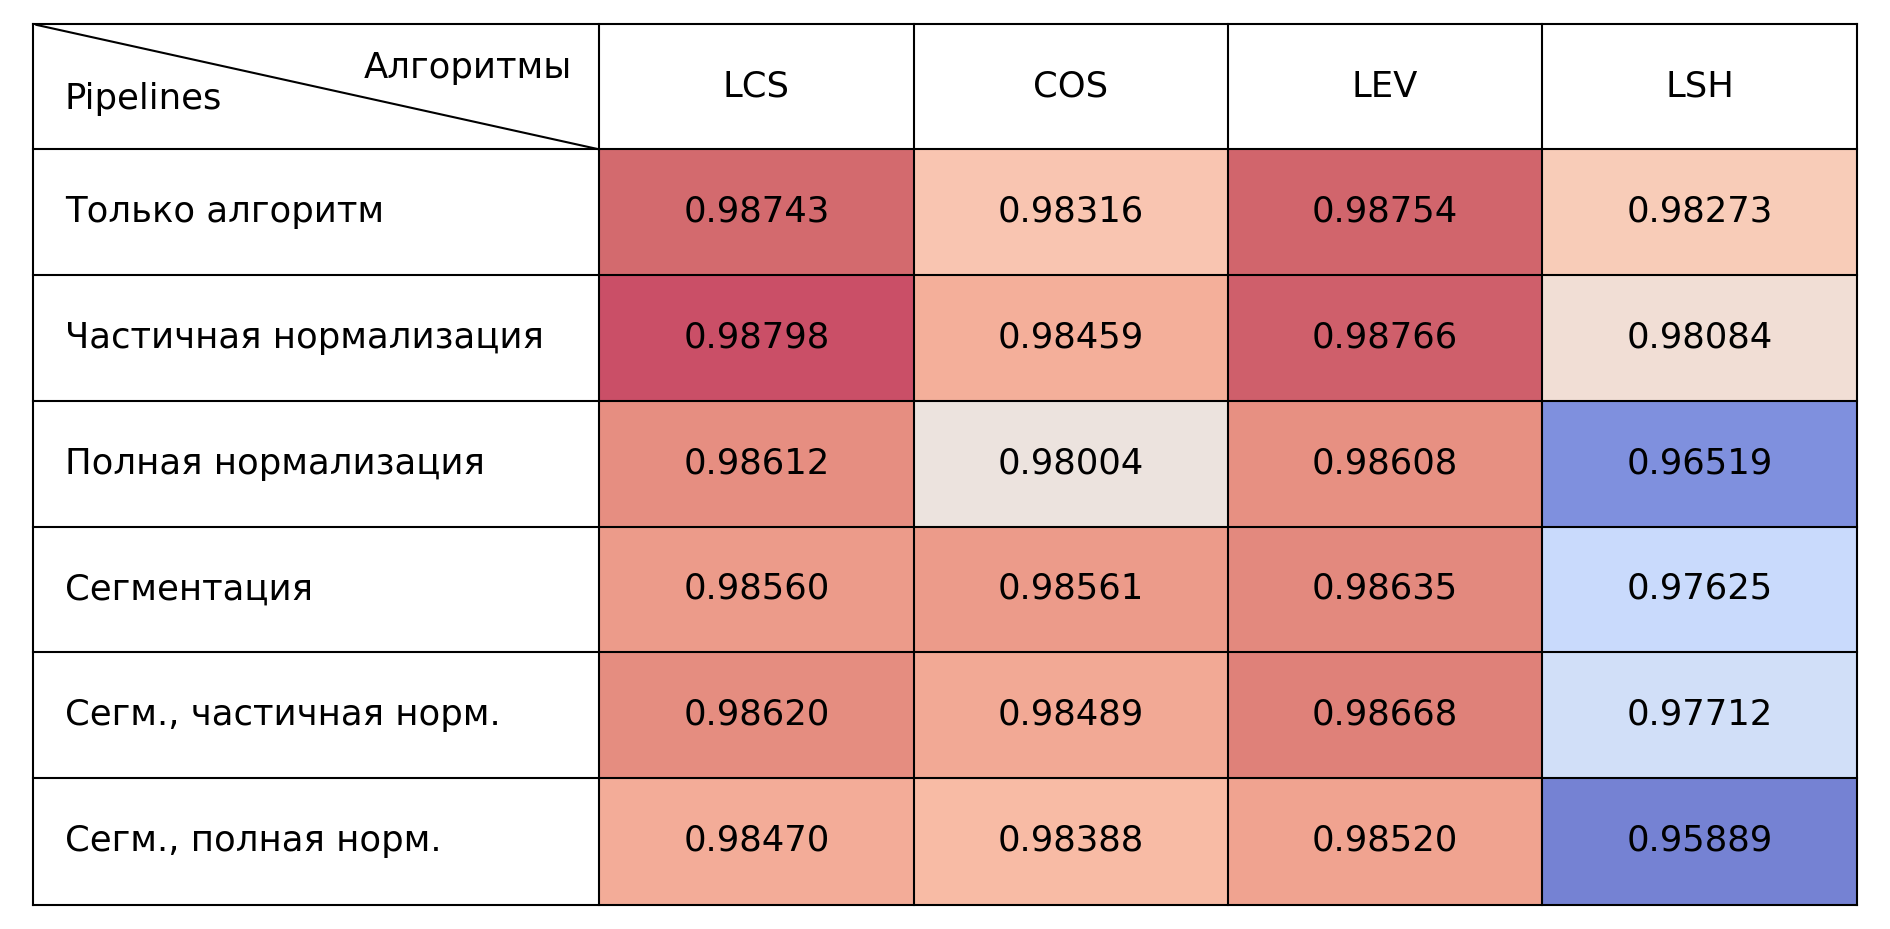 Алгоритмы
Pipelines
LCS COS LEV LSH
Только алгоритм 0.98743 0.98316 0.98754 0.98273
Частичная нормализация 0.98798 0.98459 0.98766 0.98084
Полная нормализация 0.98612 0.98004 0.98608 0.96519
Сегментация 0.98560 0.98561 0.98635 0.97625
Сегм., частичная норм. 0.98620 0.98489 0.98668 0.97712
Сегм., полная норм. 0.98470 0.98388 0.98520 0.95889